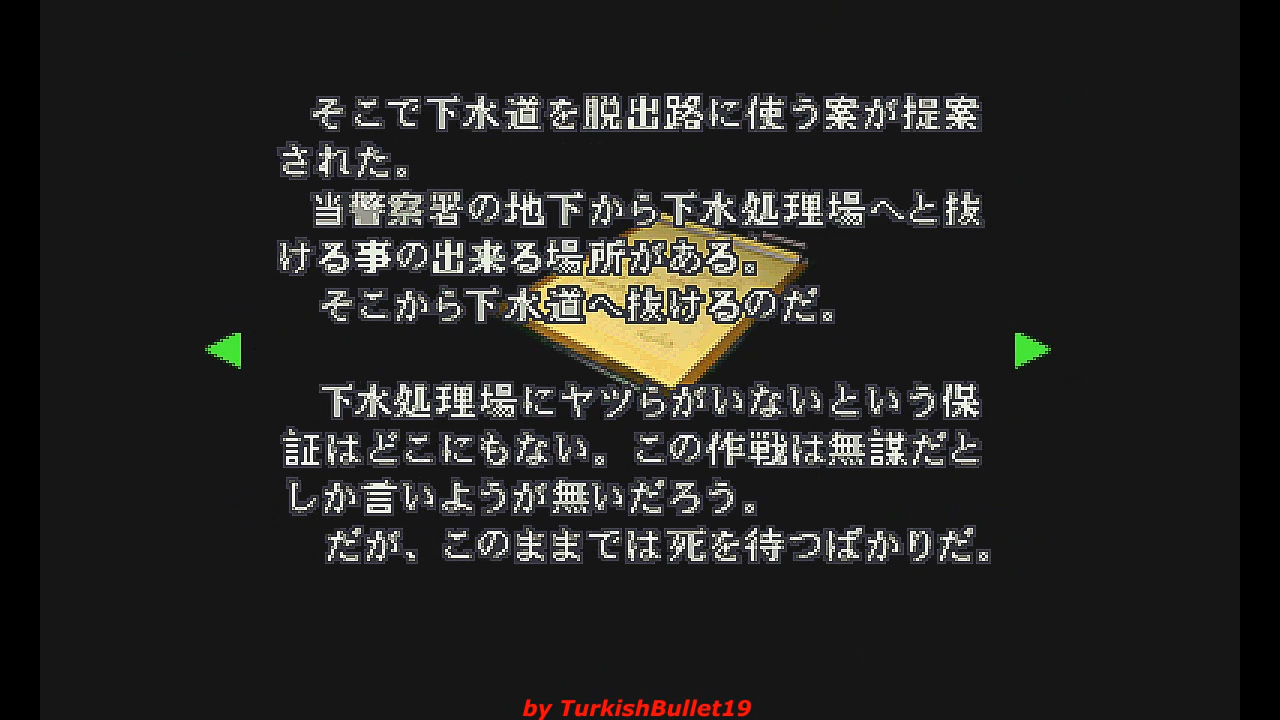 そこで下水道を脱出路に使う案が提案
された。
当警察署の地下から下水処理場へと抜
ける事の出来る場所がある。
そこから下水道へ抜けるのだ。
下水処理場にヤツらがいないという保
証はどこにもない。この作戦は無謀だと
しか言いようが無いだろう。
だが、このままでは死を待つばかりだ。
by TurkishBullet19